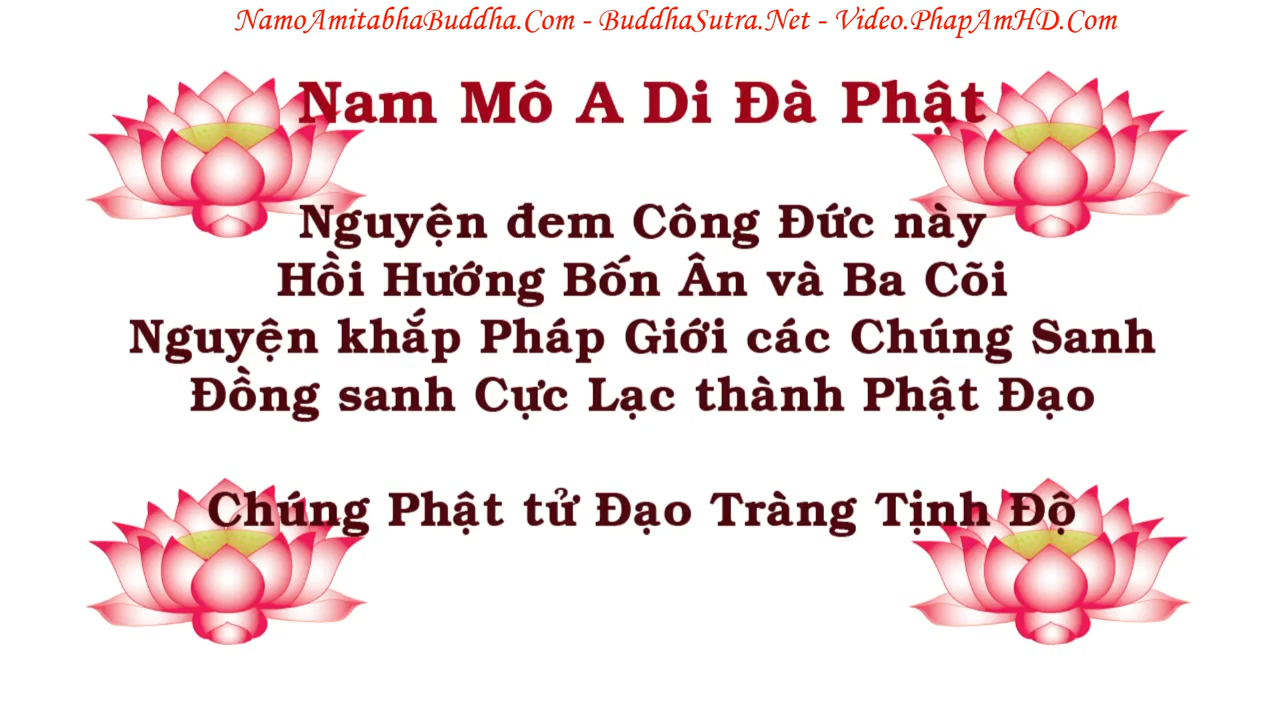 NamoAmitabhaBuddha.Com - BuddhaSutra.Net - Video.PhapAmHD.Com
Nam Mô A Di Đà Phật
Nguyện đem Công Đức này
Hồi Hướng Bốn Ân và Ba Cõi
Nguyện khắp Pháp Giới các Chúng Sanh
Đồng sanh Cực Lạc thành Phật Đạo
Chúng Phật tử Đạo Tràng Tịnh Độ